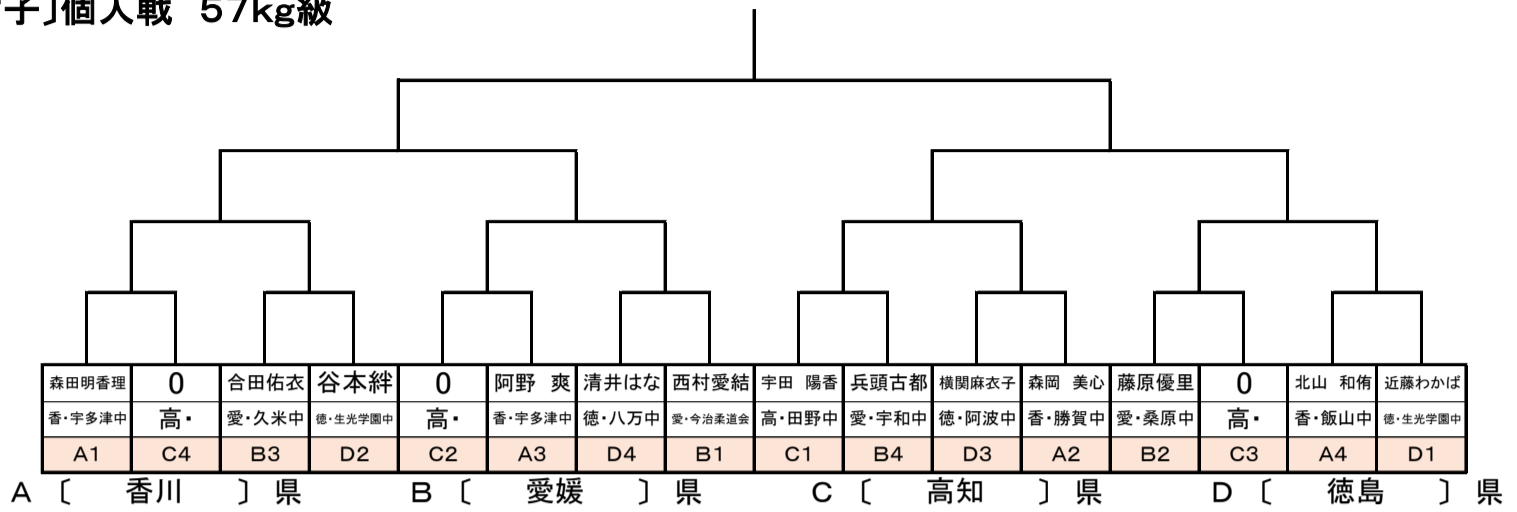 子」個人戦　５７kg級
森田明香理 0 合田佑衣 谷本絆 0 阿野　爽 清井はな 西村愛結 宇田　陽香 兵頭古都 横関麻衣子 森岡　美心 藤原優里 0 北山　和侑 近藤わかば
香・宇多津中 高・ 愛・久米中 徳・生光学園中 高・ 香・宇多津中 徳・八万中 愛・今治柔道会 高・田野中 愛・宇和中 徳・阿波中 香・勝賀中 愛・桑原中 高・ 香・飯山中 徳・生光学園中
A1 C4 B3 D2 C2 A3 D4 B1 C1 B4 D3 A2 B2 C3 A4 D1
A〔　香川　〕県 B〔　愛媛　〕県 C〔　高知　〕県 D〔　徳島　〕県